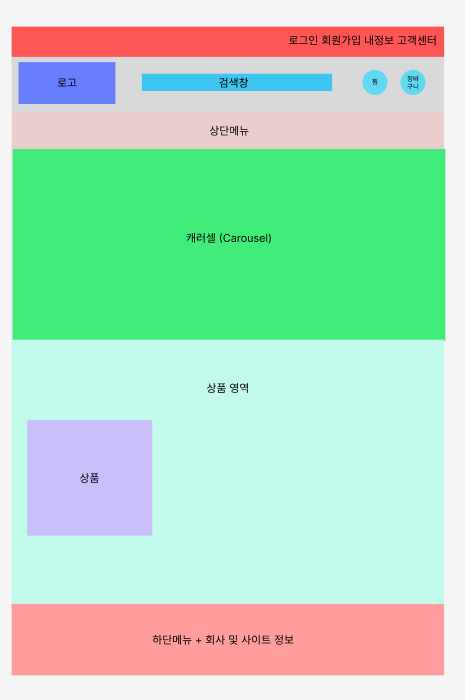 로그인 회원가입 내정보 고객센터
로고
검색창
찜
장바
구니
상단메뉴
캐러셀 (Carousel)
상품 영역
상품
하단메뉴 + 회사 및 사이트 정보